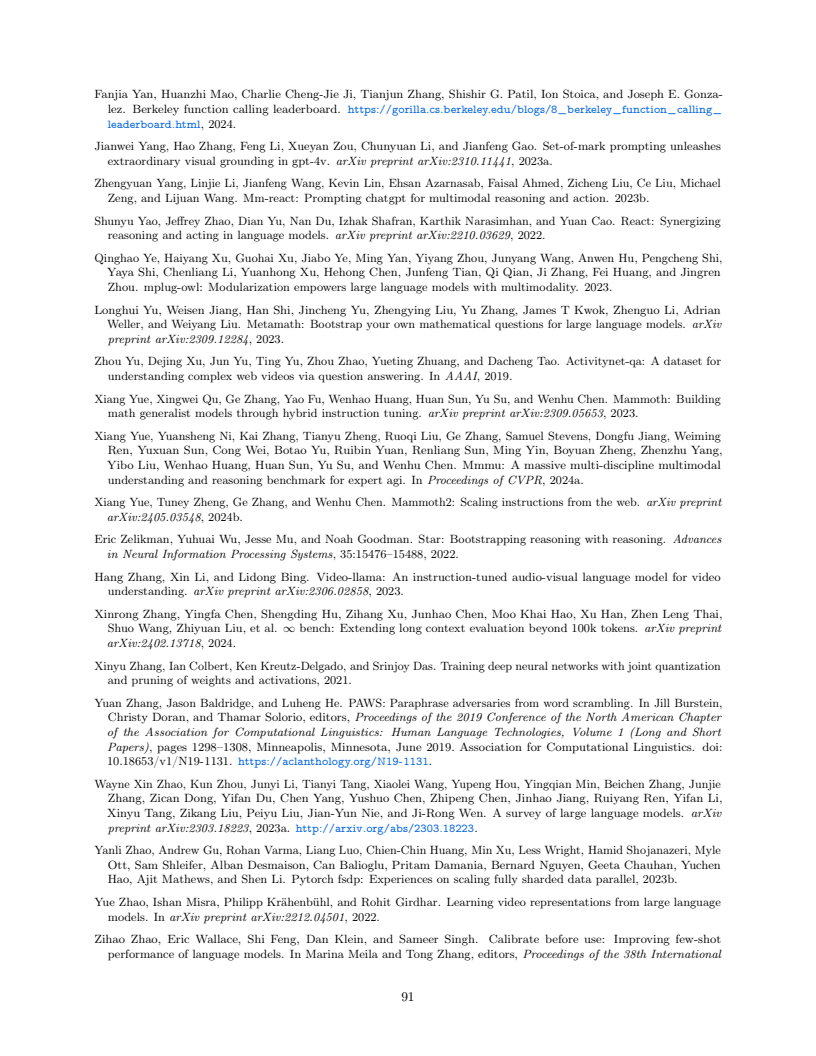 Fanjia Yan, Huanzhi Mao, Charlie Cheng-Jie Ji, Tianjun Zhang, Shishir G. Patil, Ion Stoica, and Joseph E. Gonza-
lez. Berkeley function calling leaderboard. https://gorilla.cs.berkeley.edu/blogs/8_berkeley_function_calling_
leaderboard.html, 2024.
Jianwei Yang, Hao Zhang, Feng Li, Xueyan Zou, Chunyuan Li, and Jianfeng Gao. Set-of-mark prompting unleashes
extraordinary visual grounding in gpt-4v. arXiv preprint arXiv:2310.11441, 2023a.
Zhengyuan Yang, Linjie Li, Jianfeng Wang, Kevin Lin, Ehsan Azarnasab, Faisal Ahmed, Zicheng Liu, Ce Liu, Michael
Zeng, and Lijuan Wang. Mm-react: Prompting chatgpt for multimodal reasoning and action. 2023b.
Shunyu Yao, Jeffrey Zhao, Dian Yu, Nan Du, Izhak Shafran, Karthik Narasimhan, and Yuan Cao. React: Synergizing
reasoning and acting in language models. arXiv preprint arXiv:2210.03629, 2022.
Qinghao Ye, Haiyang Xu, Guohai Xu, Jiabo Ye, Ming Yan, Yiyang Zhou, Junyang Wang, Anwen Hu, Pengcheng Shi,
Yaya Shi, Chenliang Li, Yuanhong Xu, Hehong Chen, Junfeng Tian, Qi Qian, Ji Zhang, Fei Huang, and Jingren
Zhou. mplug-owl: Modularization empowers large language models with multimodality. 2023.
Longhui Yu, Weisen Jiang, Han Shi, Jincheng Yu, Zhengying Liu, Yu Zhang, James T Kwok, Zhenguo Li, Adrian
Weller, and Weiyang Liu. Metamath: Bootstrap your own mathematical questions for large language models. arXiv
preprint arXiv:2309.12284, 2023.
Zhou Yu, Dejing Xu, Jun Yu, Ting Yu, Zhou Zhao, Yueting Zhuang, and Dacheng Tao. Activitynet-qa: A dataset for
understanding complex web videos via question answering. In AAAI, 2019.
Xiang Yue, Xingwei Qu, Ge Zhang, Yao Fu, Wenhao Huang, Huan Sun, Yu Su, and Wenhu Chen. Mammoth: Building
math generalist models through hybrid instruction tuning. arXiv preprint arXiv:2309.05653, 2023.
Xiang Yue, Yuansheng Ni, Kai Zhang, Tianyu Zheng, Ruoqi Liu, Ge Zhang, Samuel Stevens, Dongfu Jiang, Weiming
Ren, Yuxuan Sun, Cong Wei, Botao Yu, Ruibin Yuan, Renliang Sun, Ming Yin, Boyuan Zheng, Zhenzhu Yang,
Yibo Liu, Wenhao Huang, Huan Sun, Yu Su, and Wenhu Chen. Mmmu: A massive multi-discipline multimodal
understanding and reasoning benchmark for expert agi. In Proceedings of CVPR, 2024a.
Xiang Yue, Tuney Zheng, Ge Zhang, and Wenhu Chen. Mammoth2: Scaling instructions from the web. arXiv preprint
arXiv:2405.03548, 2024b.
Eric Zelikman, Yuhuai Wu, Jesse Mu, and Noah Goodman. Star: Bootstrapping reasoning with reasoning. Advances
in Neural Information Processing Systems, 35:15476–15488, 2022.
Hang Zhang, Xin Li, and Lidong Bing. Video-llama: An instruction-tuned audio-visual language model for video
understanding. arXiv preprint arXiv:2306.02858, 2023.
Xinrong Zhang, Yingfa Chen, Shengding Hu, Zihang Xu, Junhao Chen, Moo Khai Hao, Xu Han, Zhen Leng Thai,
Shuo Wang, Zhiyuan Liu, et al. ∞ bench: Extending long context evaluation beyond 100k tokens. arXiv preprint
arXiv:2402.13718, 2024.
Xinyu Zhang, Ian Colbert, Ken Kreutz-Delgado, and Srinjoy Das. Training deep neural networks with joint quantization
and pruning of weights and activations, 2021.
Yuan Zhang, Jason Baldridge, and Luheng He. PAWS: Paraphrase adversaries from word scrambling. In Jill Burstein,
Christy Doran, and Thamar Solorio, editors, Proceedings of the 2019 Conference of the North American Chapter
of the Association for Computational Linguistics: Human Language Technologies, Volume 1 (Long and Short
Papers), pages 1298–1308, Minneapolis, Minnesota, June 2019. Association for Computational Linguistics. doi:
10.18653/v1/N19-1131. https://aclanthology.org/N19-1131.
Wayne Xin Zhao, Kun Zhou, Junyi Li, Tianyi Tang, Xiaolei Wang, Yupeng Hou, Yingqian Min, Beichen Zhang, Junjie
Zhang, Zican Dong, Yifan Du, Chen Yang, Yushuo Chen, Zhipeng Chen, Jinhao Jiang, Ruiyang Ren, Yifan Li,
Xinyu Tang, Zikang Liu, Peiyu Liu, Jian-Yun Nie, and Ji-Rong Wen. A survey of large language models. arXiv
preprint arXiv:2303.18223, 2023a. http://arxiv.org/abs/2303.18223.
Yanli Zhao, Andrew Gu, Rohan Varma, Liang Luo, Chien-Chin Huang, Min Xu, Less Wright, Hamid Shojanazeri, Myle
Ott, Sam Shleifer, Alban Desmaison, Can Balioglu, Pritam Damania, Bernard Nguyen, Geeta Chauhan, Yuchen
Hao, Ajit Mathews, and Shen Li. Pytorch fsdp: Experiences on scaling fully sharded data parallel, 2023b.
Yue Zhao, Ishan Misra, Philipp Krähenbühl, and Rohit Girdhar. Learning video representations from large language
models. In arXiv preprint arXiv:2212.04501, 2022.
Zihao Zhao, Eric Wallace, Shi Feng, Dan Klein, and Sameer Singh. Calibrate before use: Improving few-shot
performance of language models. In Marina Meila and Tong Zhang, editors, Proceedings of the 38th International
91